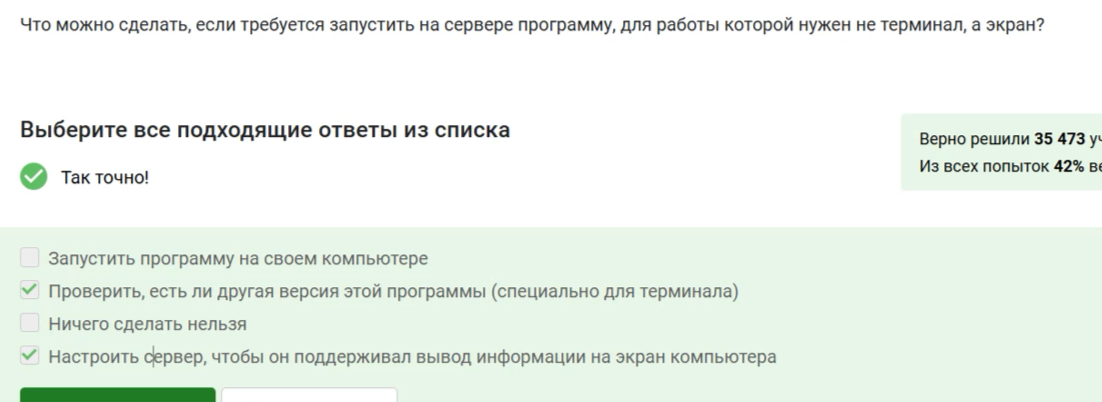 Что можно сделать, если требуется запустить на сервере программу, для работы которой нужен не терминал, а экран?
Выберите все подходящие ответы из списка
Так точно!
Верно решили 35 473
Из всех попыток 42%
Запустить программу на своем компьютере
Проверить, есть ли другая версия этой программы (специально для терминала)
Ничего сделать нельзя
Настроить сервер, чтобы он поддерживал вывод информации на экран компьютера